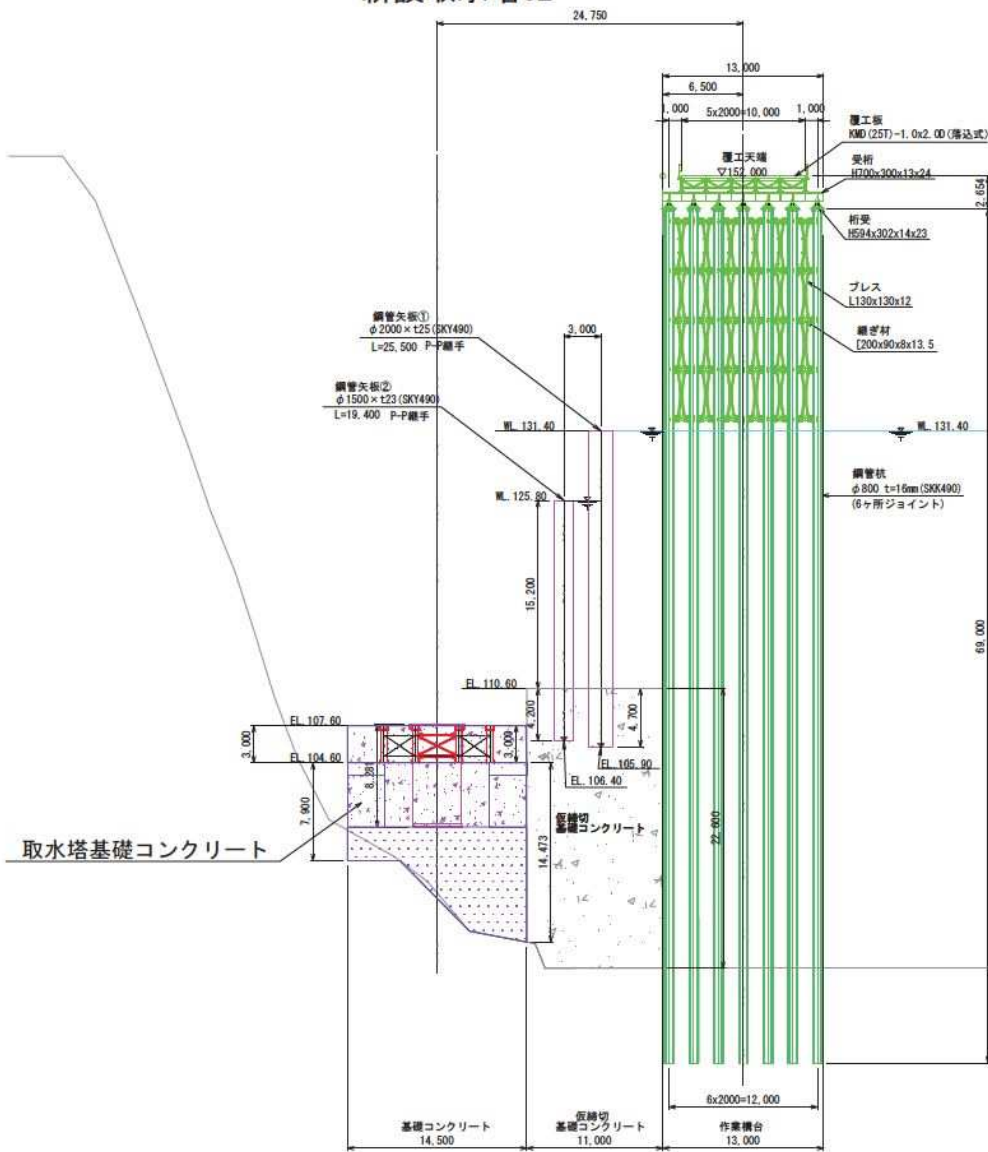 24.750
13,000
6,500
1,000
5x2000=10,000
1,000
覆工板
KMD(25T)-1.0x2.0D(落込式)
覆工天端
▽152,000
受桁
H700x300x13x24
2.654
桁受
H594x302x14x23
ブレス
L130x130x12
継ぎ材
[200x90x8x13.5
鋼管矢板①
φ2000×t25(SKY490)
L=25,500 P-P継手
3,000
鋼管矢板②
φ1500×t23(SKY490)
L=19.400 P-P継手
WL.131.40
WL.131.40
鋼管杭
φ800 t=16mm(SKK490)
(6ヶ所ジョイント)
WL.125.80
15.200
69,000
EL.110.60
4,200
4,700
EL.107.60
3,000
3,000
EL.104.60
EL.105.90
EL.106.40
8.281
7,900
仮締切
基礎コンクリート
22,600
14,473
取水塔基礎コンクリート
6x2000=12,000
基礎コンクリート
14,500
仮締切
基礎コンクリート
11,000
作業構台
13,000